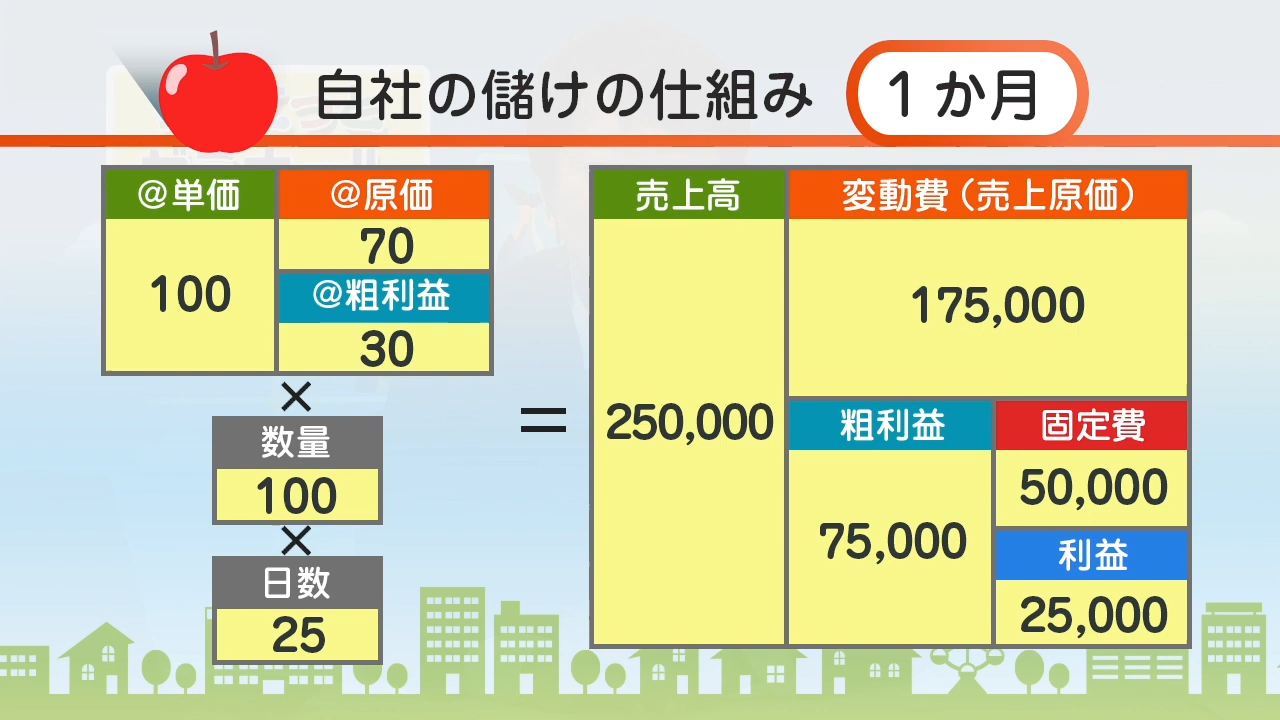 自社の儲けの仕組み
1か月
@単価
@原価
100
70
@粗利益
30
×
数量
100
×
日数
25
=
売上高
変動費(売上原価)
250,000
175,000
粗利益
固定費
75,000
50,000
利益
25,000